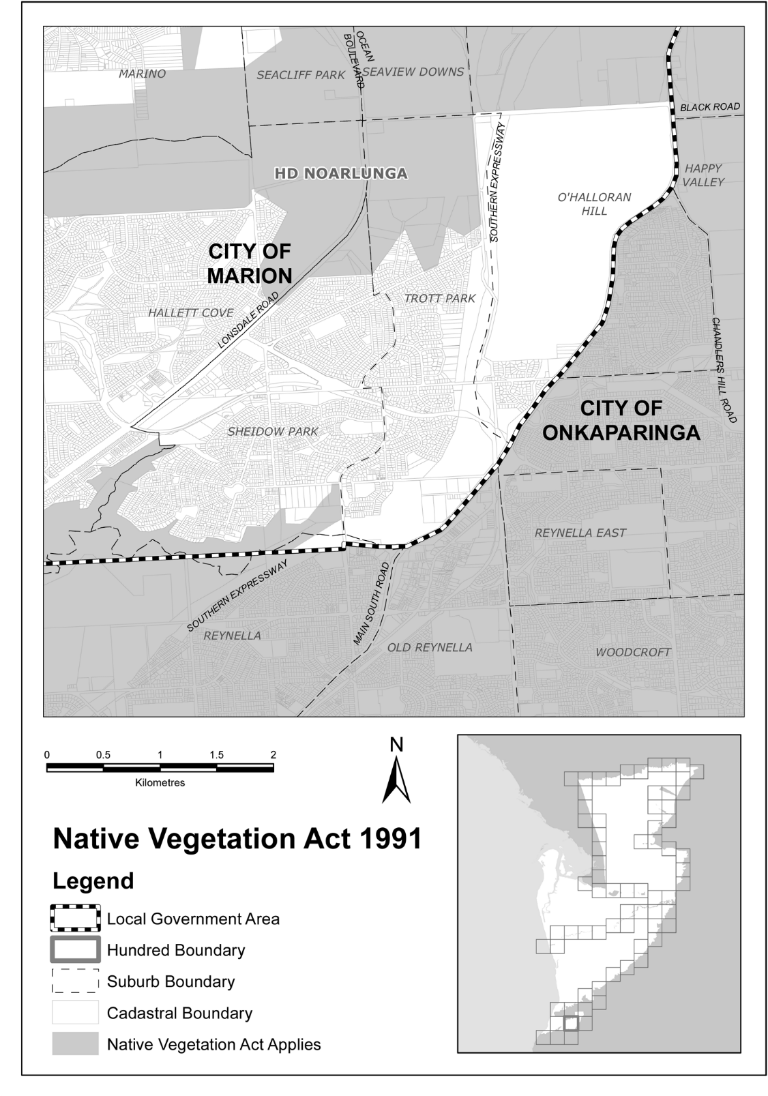 OCEAN
BOULEVARD
MARINO
SEACLIFF PARK
SEAVIEW DOWNS
BLACK ROAD
SOUTHERN EXPRESSWAY
HD NOARLUNGA
HAPPY
VALLEY
O'HALLORAN
HILL
CITY OF
MARION
TROTT PARK
HALLETT COVE
LONSDALE ROAD
CHANDLERS HILL ROAD
CITY OF
ONKAPARINGA
SHEIDOW PARK
REYNELLA EAST
SOUTHERN EXPRESSWAY
MAIN SOUTH ROAD
REYNELLA
OLD REYNELLA
WOODCROFT
0 0.5 1 1.5 2
Kilometres
N
Native Vegetation Act 1991
Legend
Local Government Area
Hundred Boundary
Suburb Boundary
Cadastral Boundary
Native Vegetation Act Applies